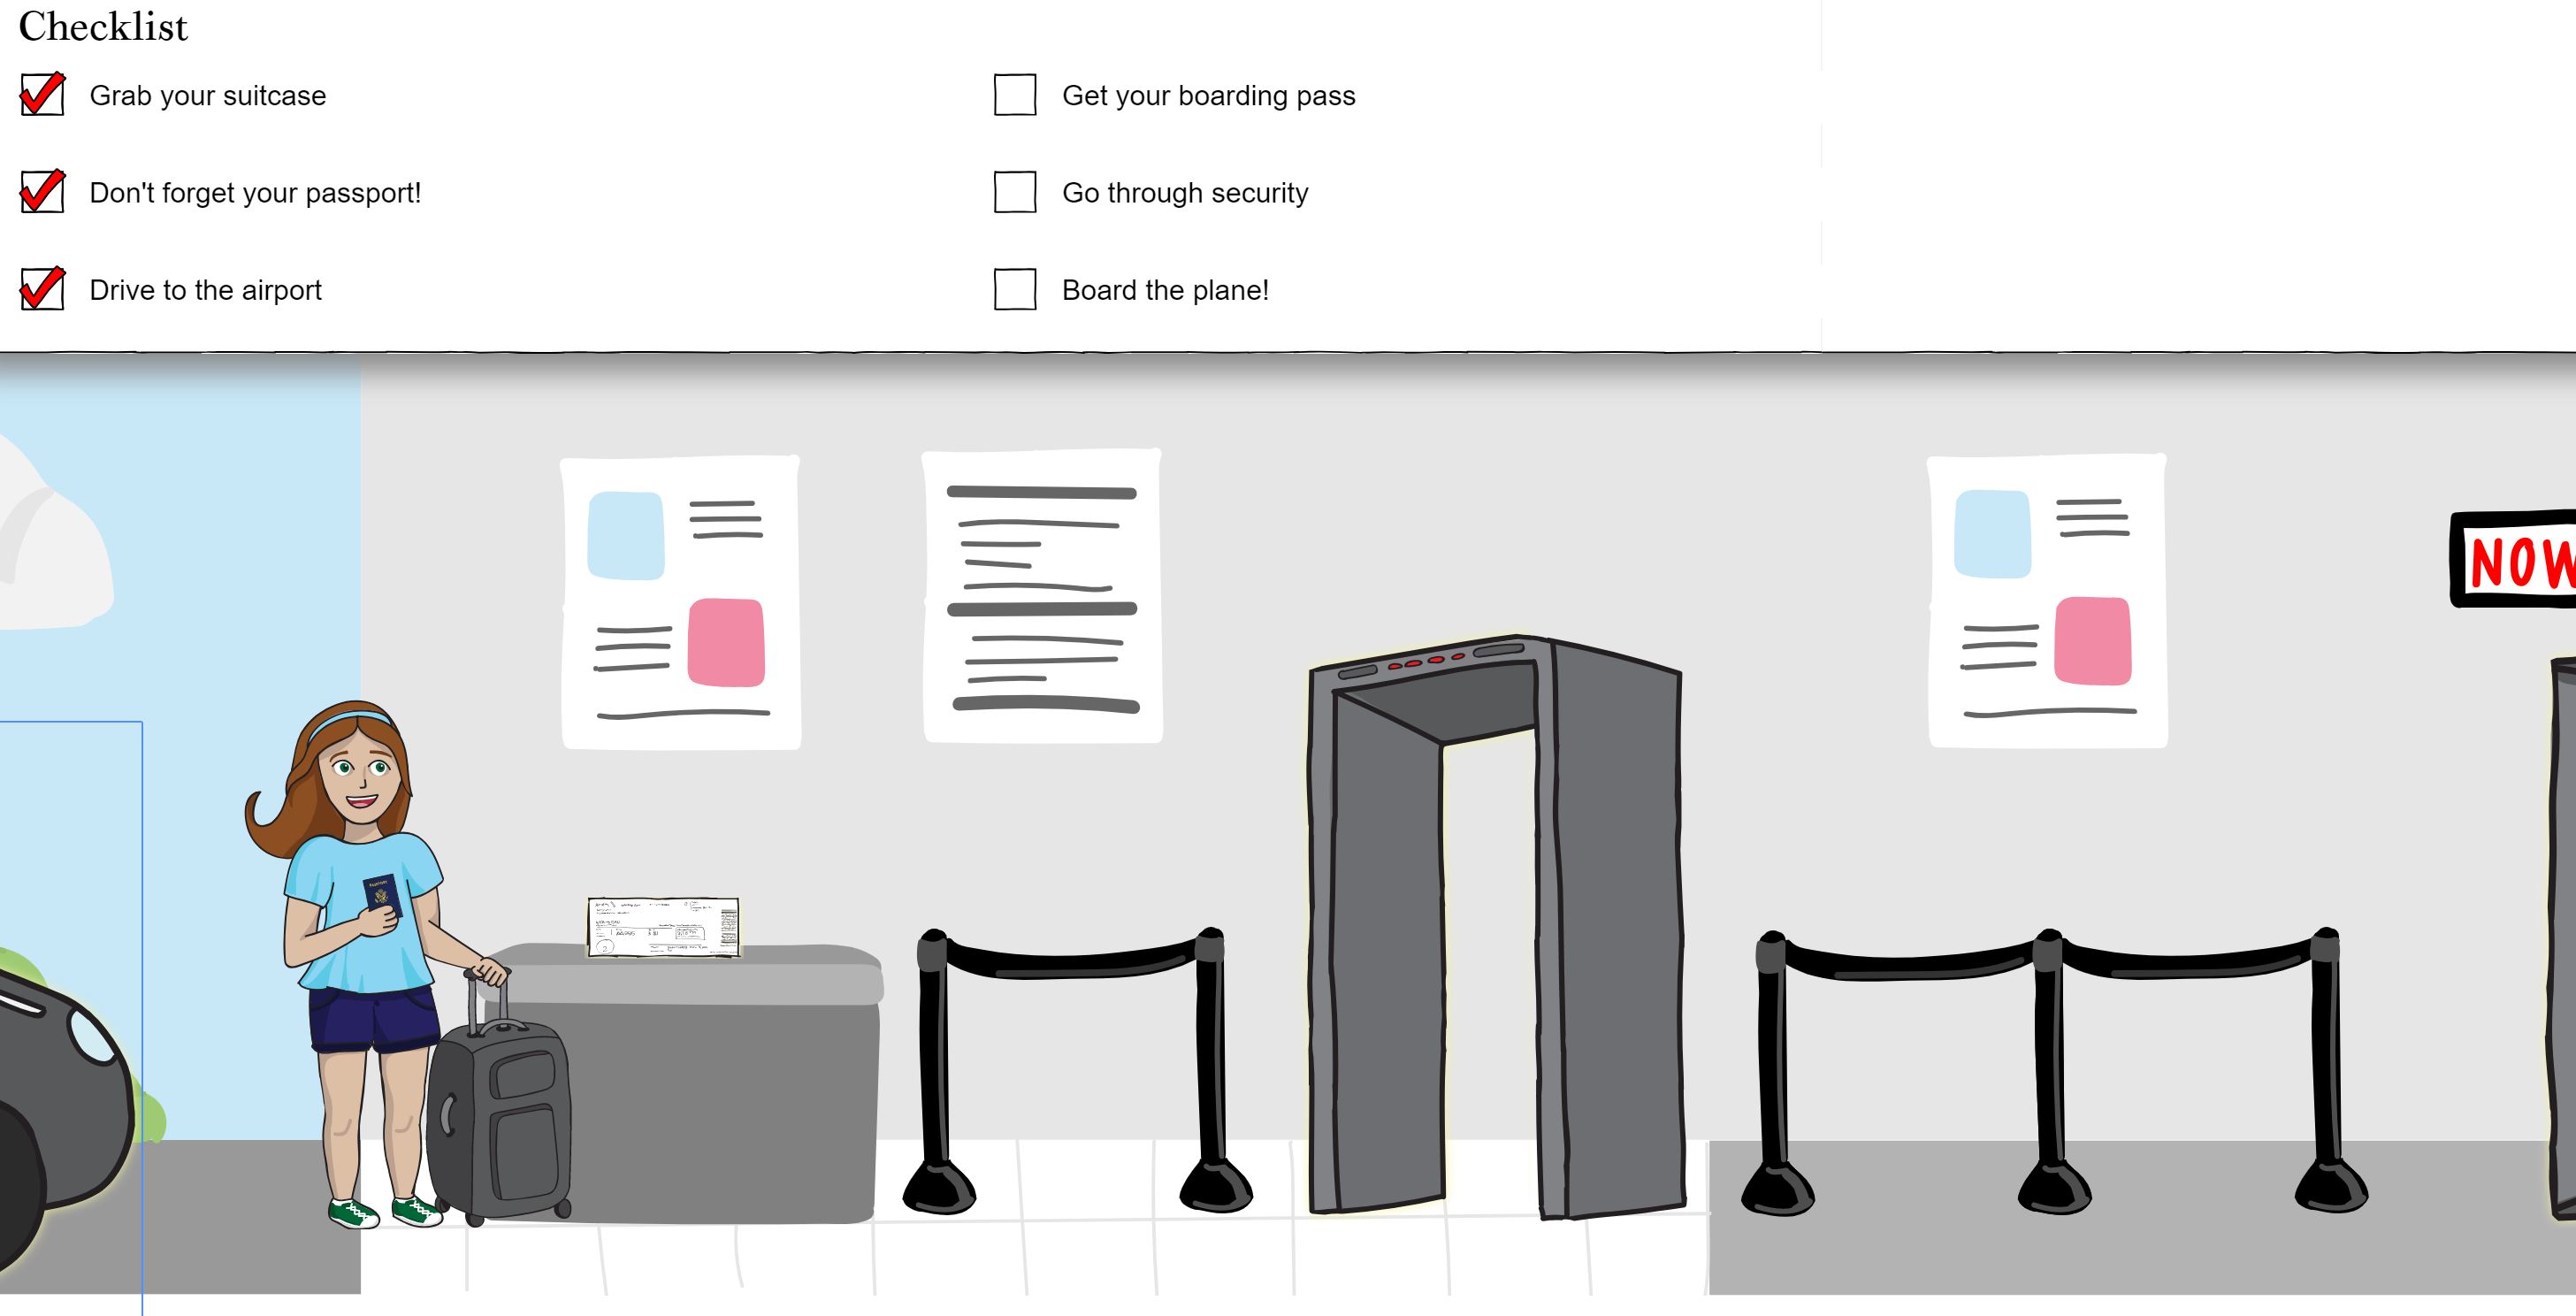 Checklist
Grab your suitcase
Don't forget your passport!
Drive to the airport
Get your boarding pass
Go through security
Board the plane!
NOW